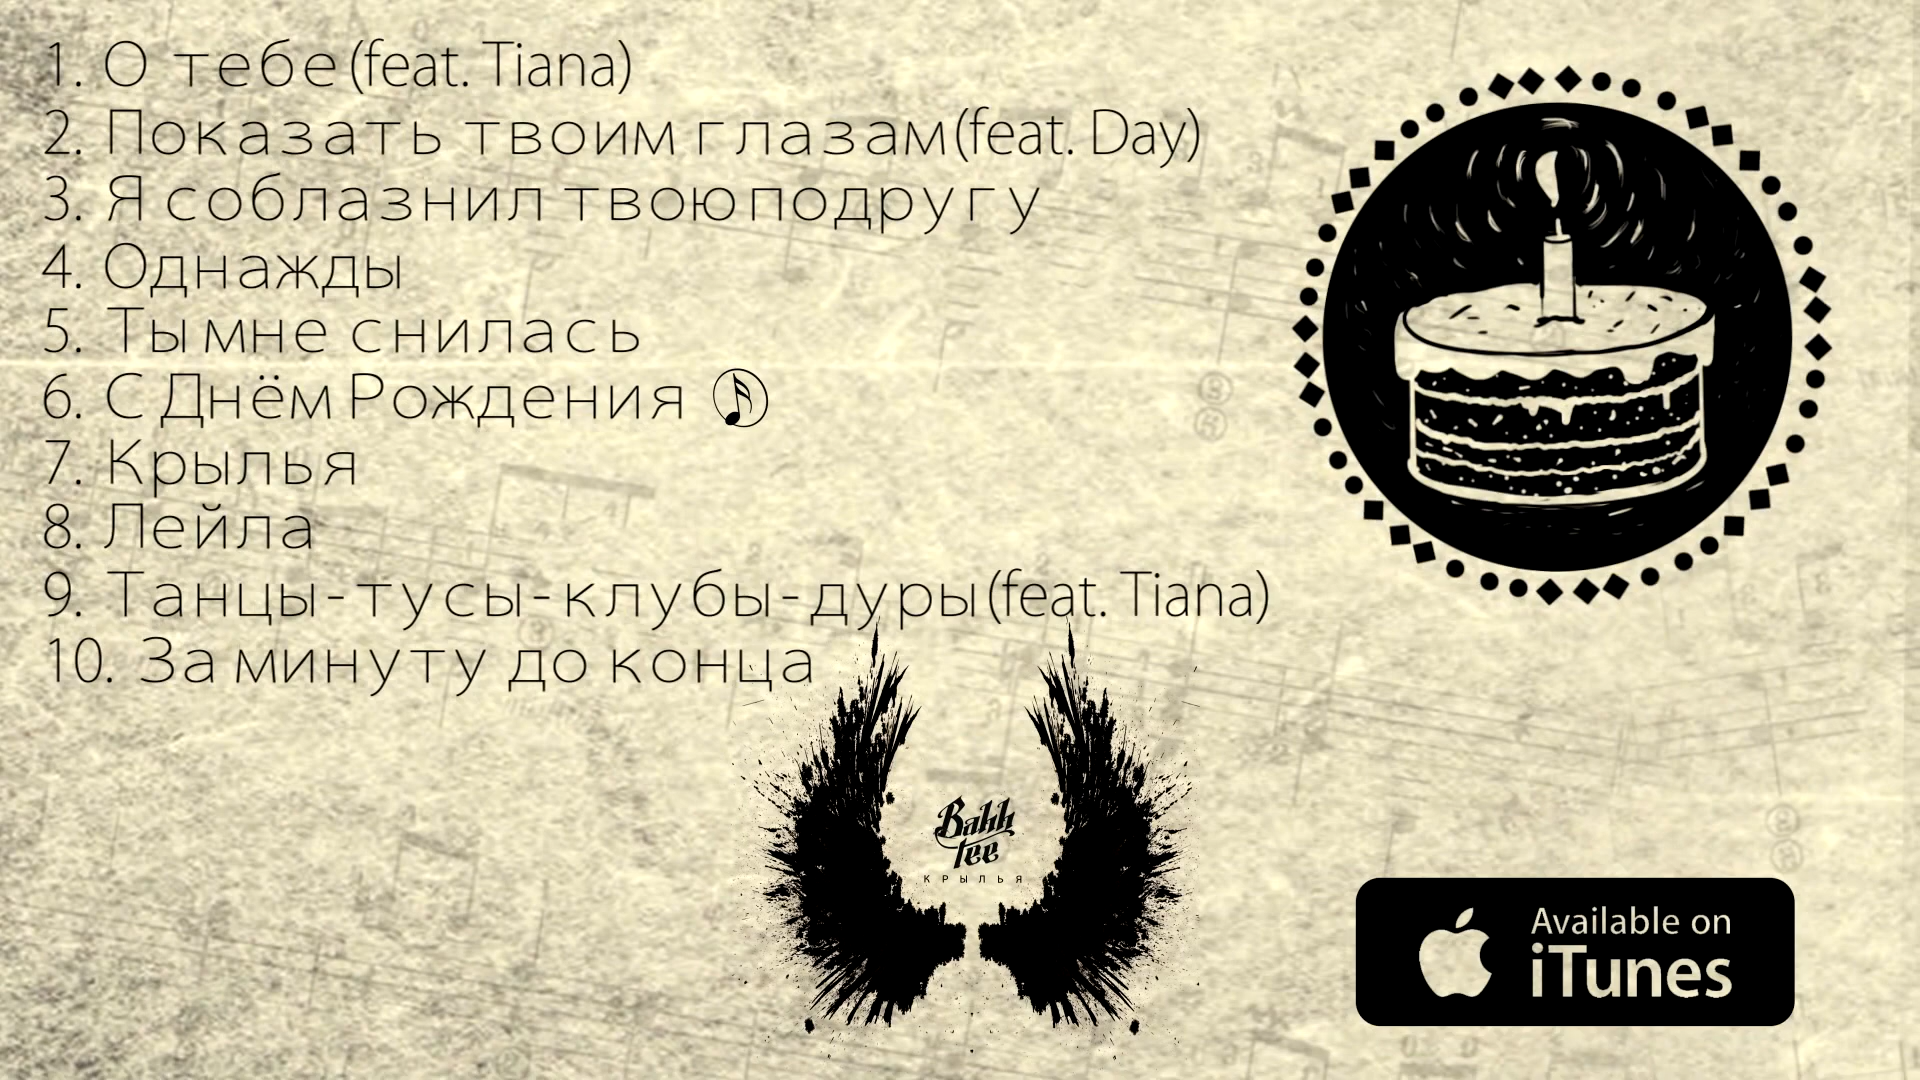 1. О тебе (feat. Tiana)
2. Показать твоим глазам (feat. Day)
3. Я соблазнил твою подругу
4. Однажды
5. Ты мне снилась
6. С Днём Рождения
7. Крылья
8. Лейла
9. Танцы-тусы-клубы-дуры (feat. Tiana)
10. За минуту до конца
Bahh
Tee
КРЫЛЬЯ
Available on
iTunes